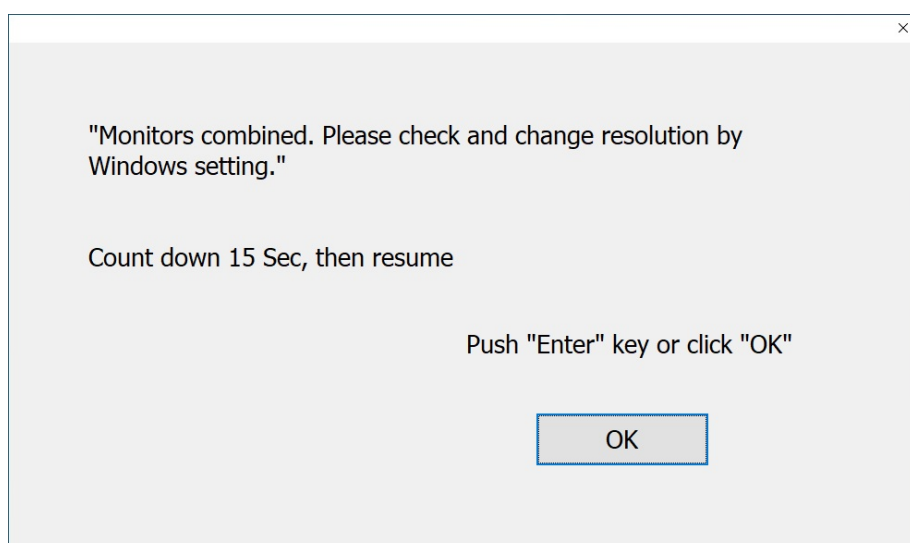 "Monitors combined. Please check and change resolution by
Windows setting."
Count down 15 Sec, then resume
Push "Enter" key or click "OK"
OK